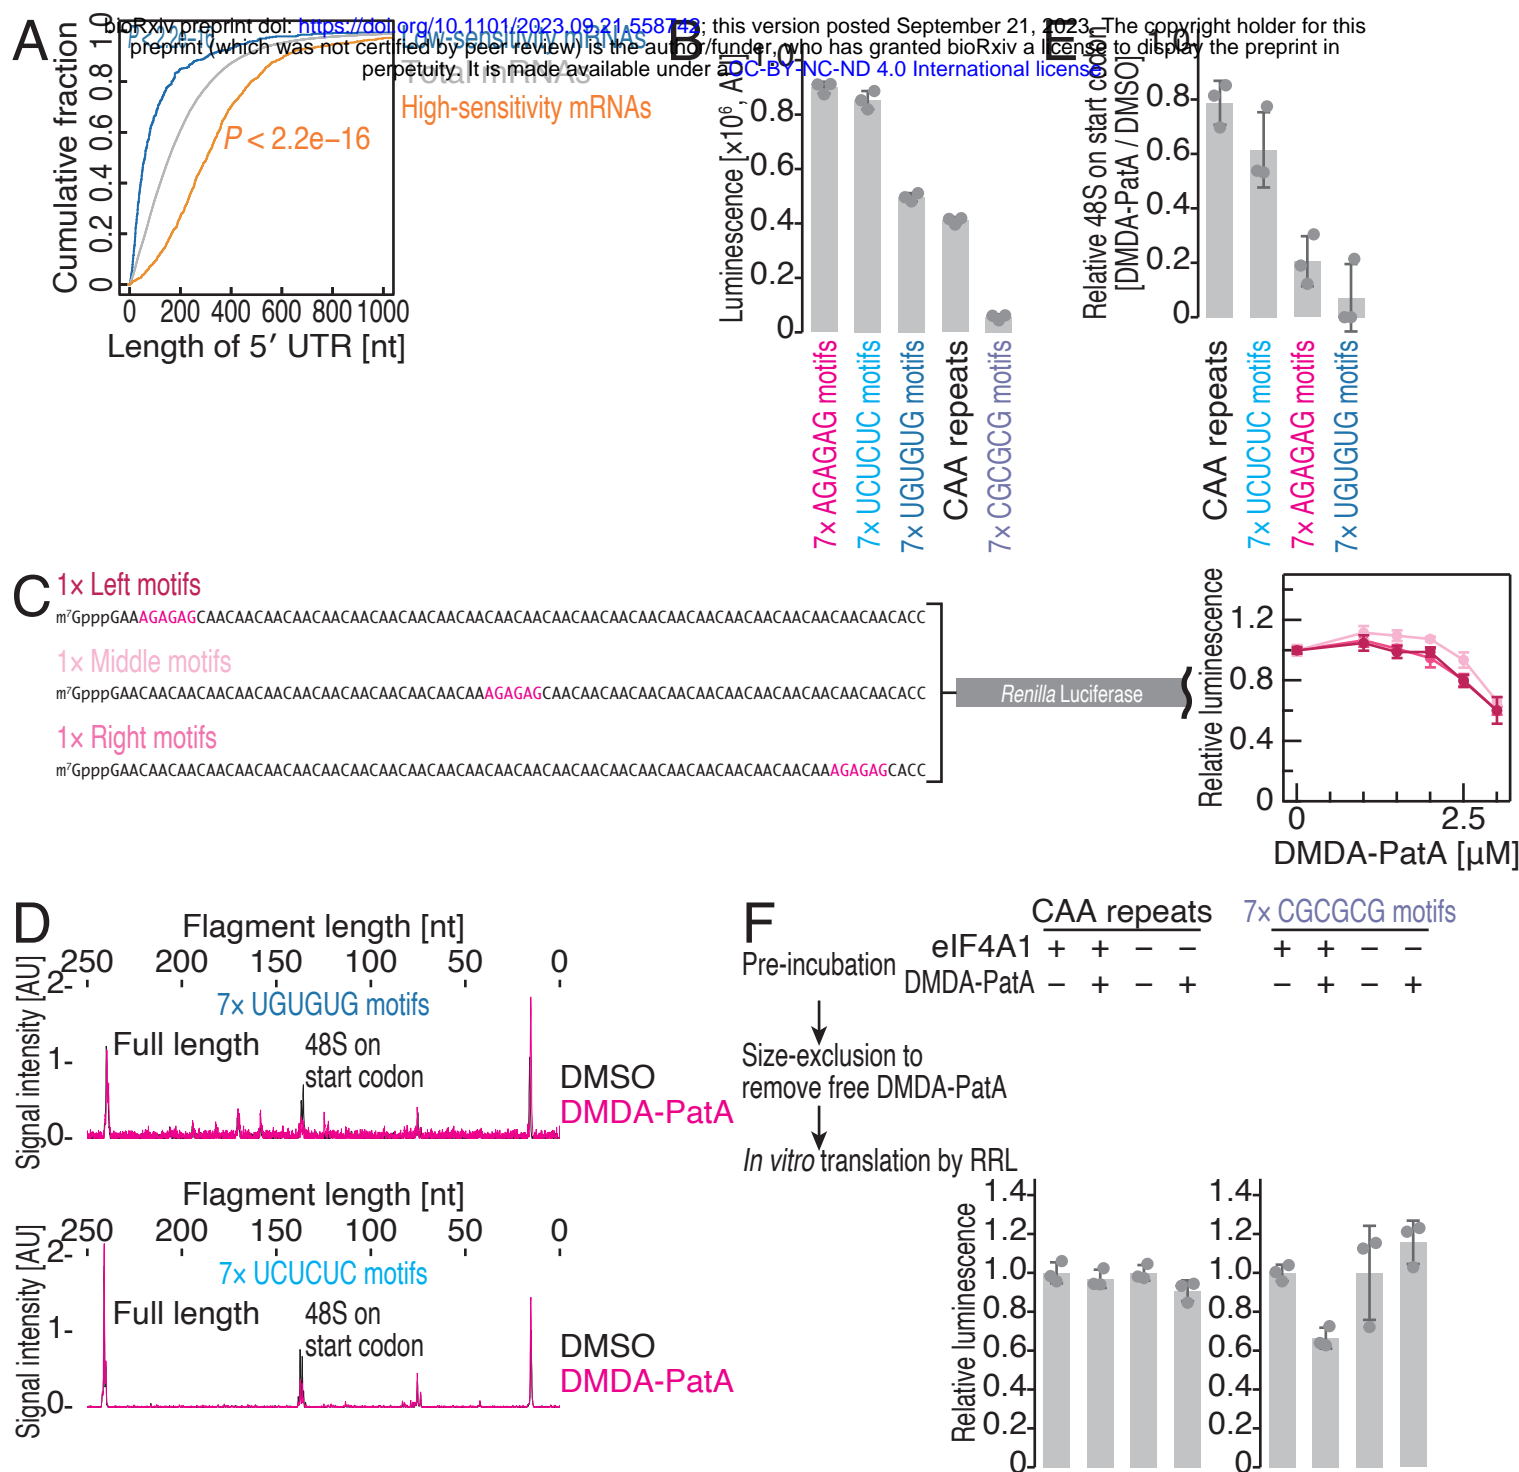 bioRxiv preprint doi: https://doi.org/10.1101/2023.09.21.558742; this version posted September 21, 2023. The copyright holder for this
preprint (which was not certified by peer review) is the author/funder, who has granted bioRxiv a license to display the preprint in
perpetuity. It is made available under aCC-BY-NC-ND 4.0 International license.
A
Cumulative fraction
1.0
0.8
0.6
0.4
0.2
0
P < 2.2e−16
Low-sensitivity mRNAs
Total mRNAs
High-sensitivity mRNAs
P < 2.2e−16
0 200 400 600 800 1000
Length of 5′ UTR [nt]
B
Luminescence [×10⁶, AU]
1.0
0.8
0.6
0.4
0.2
0
7× AGAGAG motifs
7× UCUCUC motifs
7× UGUGUG motifs
CAA repeats
7× CGCGCG motifs
E
Relative 48S on start codon
[DMDA-PatA / DMSO]
1.0
0.8
0.6
0.4
0.2
0
CAA repeats
7× UCUCUC motifs
7× AGAGAG motifs
7× UGUGUG motifs
C
1× Left motifs
m⁷GpppGAAAGAGAGCAACAACAACAACAACAACAACAACAACAACAACAACAACAACAACAACAACAACAACAACAACAACAACAACAACACC
1× Middle motifs
m⁷GpppGAACAACAACAACAACAACAACAACAACAACAACAACAAAGAGAGCAACAACAACAACAACAACAACAACAACAACAACAACAACACC
1× Right motifs
m⁷GpppGAACAACAACAACAACAACAACAACAACAACAACAACAACAACAACAACAACAACAACAACAACAACAACAACAAAGAGAGCACC
Renilla Luciferase
Relative luminescence
1.2
0.8
0.4
0
0 2.5
DMDA-PatA [µM]
D
Flagment length [nt]
250 200 150 100 50 0
Signal intensity [AU]
2-
1-
0-
7× UGUGUG motifs
Full length
48S on
start codon
DMSO
DMDA-PatA
Flagment length [nt]
250 200 150 100 50 0
Signal intensity [AU]
2-
1-
0-
7× UCUCUC motifs
Full length
48S on
start codon
DMSO
DMDA-PatA
F
CAA repeats 7× CGCGCG motifs
eIF4A1 + + − − + + − −
Pre-incubation
DMDA-PatA − + − + − + − +
Size-exclusion to
remove free DMDA-PatA
In vitro translation by RRL
Relative luminescence
1.4
1.2
1.0
0.8
0.6
0.4
0.2
0
1.4
1.2
1.0
0.8
0.6
0.4
0.2
0